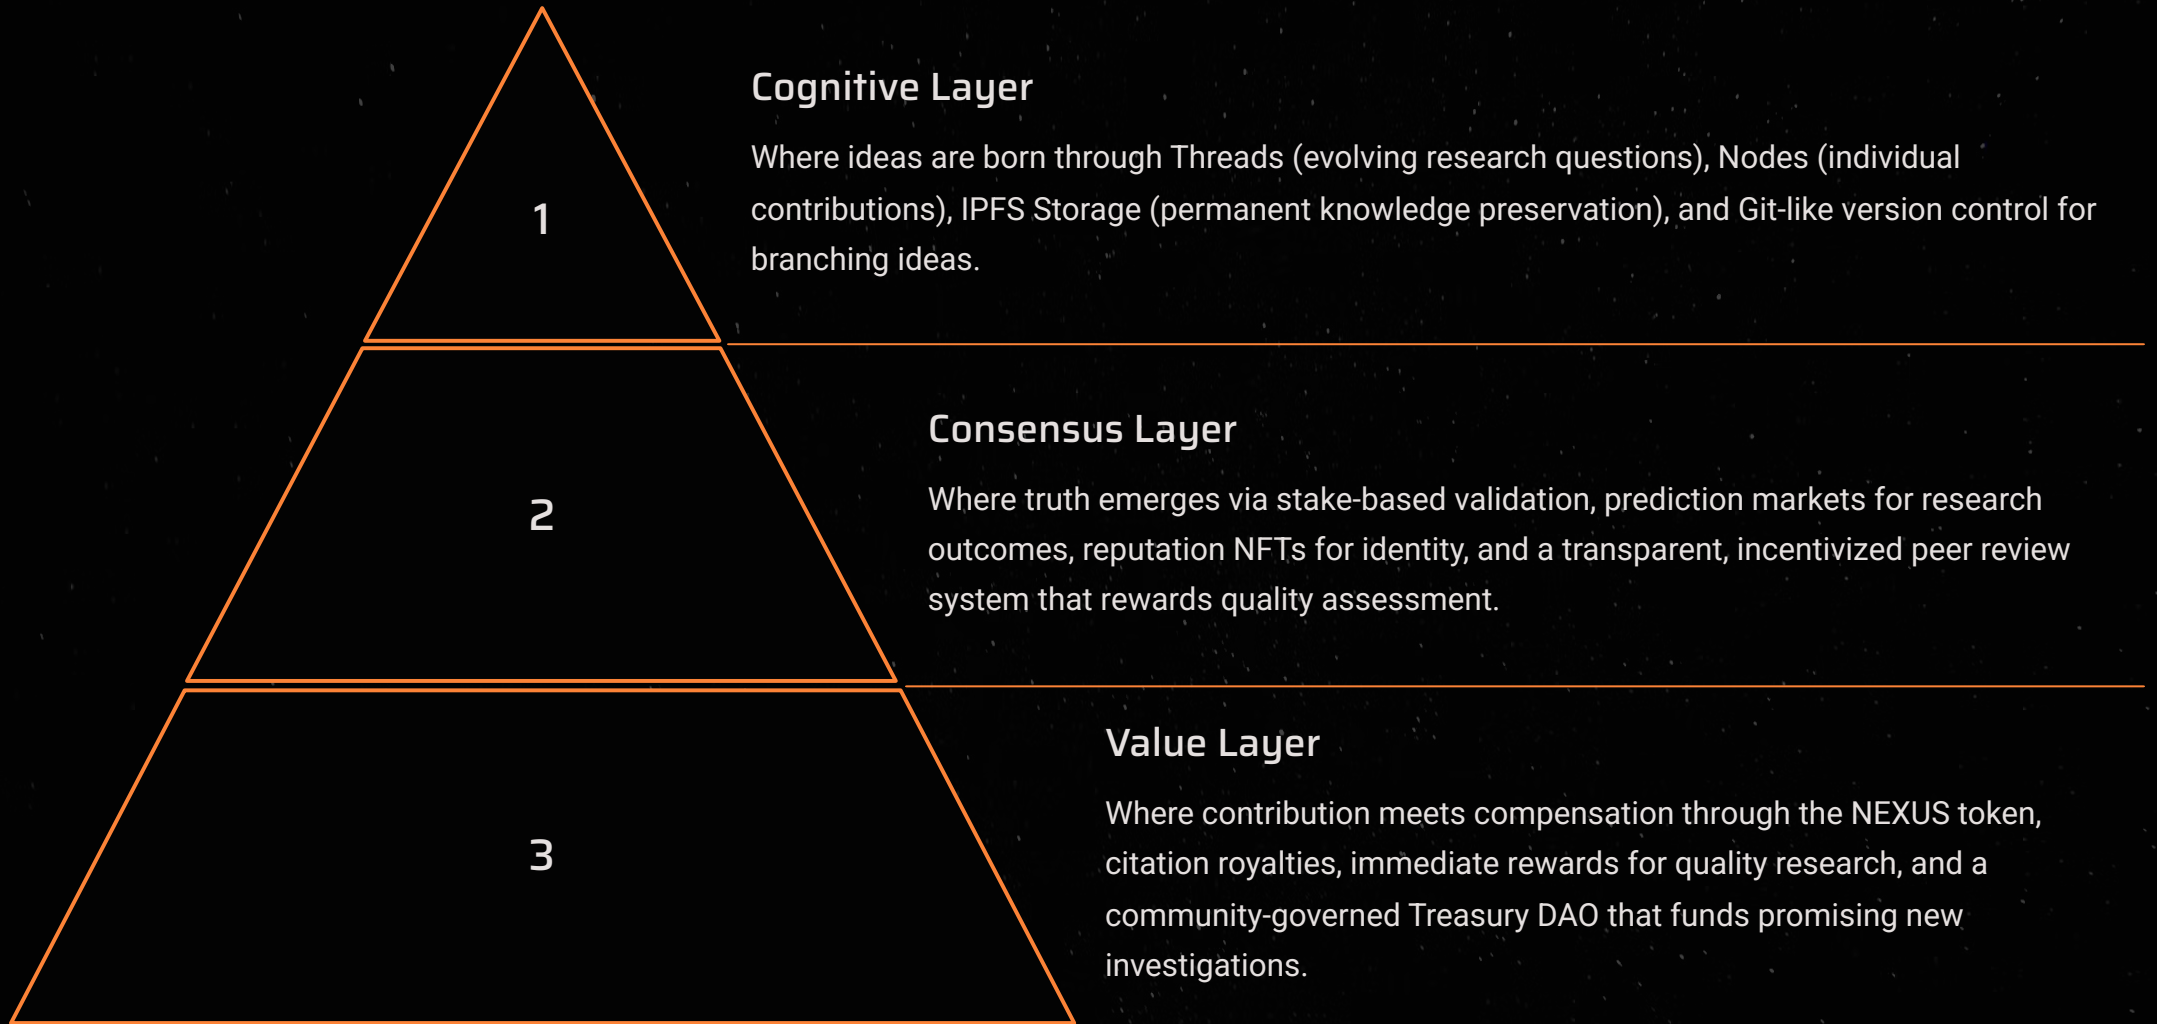 1
Cognitive Layer
Where ideas are born through Threads (evolving research questions), Nodes (individual
contributions), IPFS Storage (permanent knowledge preservation), and Git-like version control for
branching ideas.
2
Consensus Layer
Where truth emerges via stake-based validation, prediction markets for research
outcomes, reputation NFTs for identity, and a transparent, incentivized peer review
system that rewards quality assessment.
3
Value Layer
Where contribution meets compensation through the NEXUS token,
citation royalties, immediate rewards for quality research, and a
community-governed Treasury DAO that funds promising new
investigations.